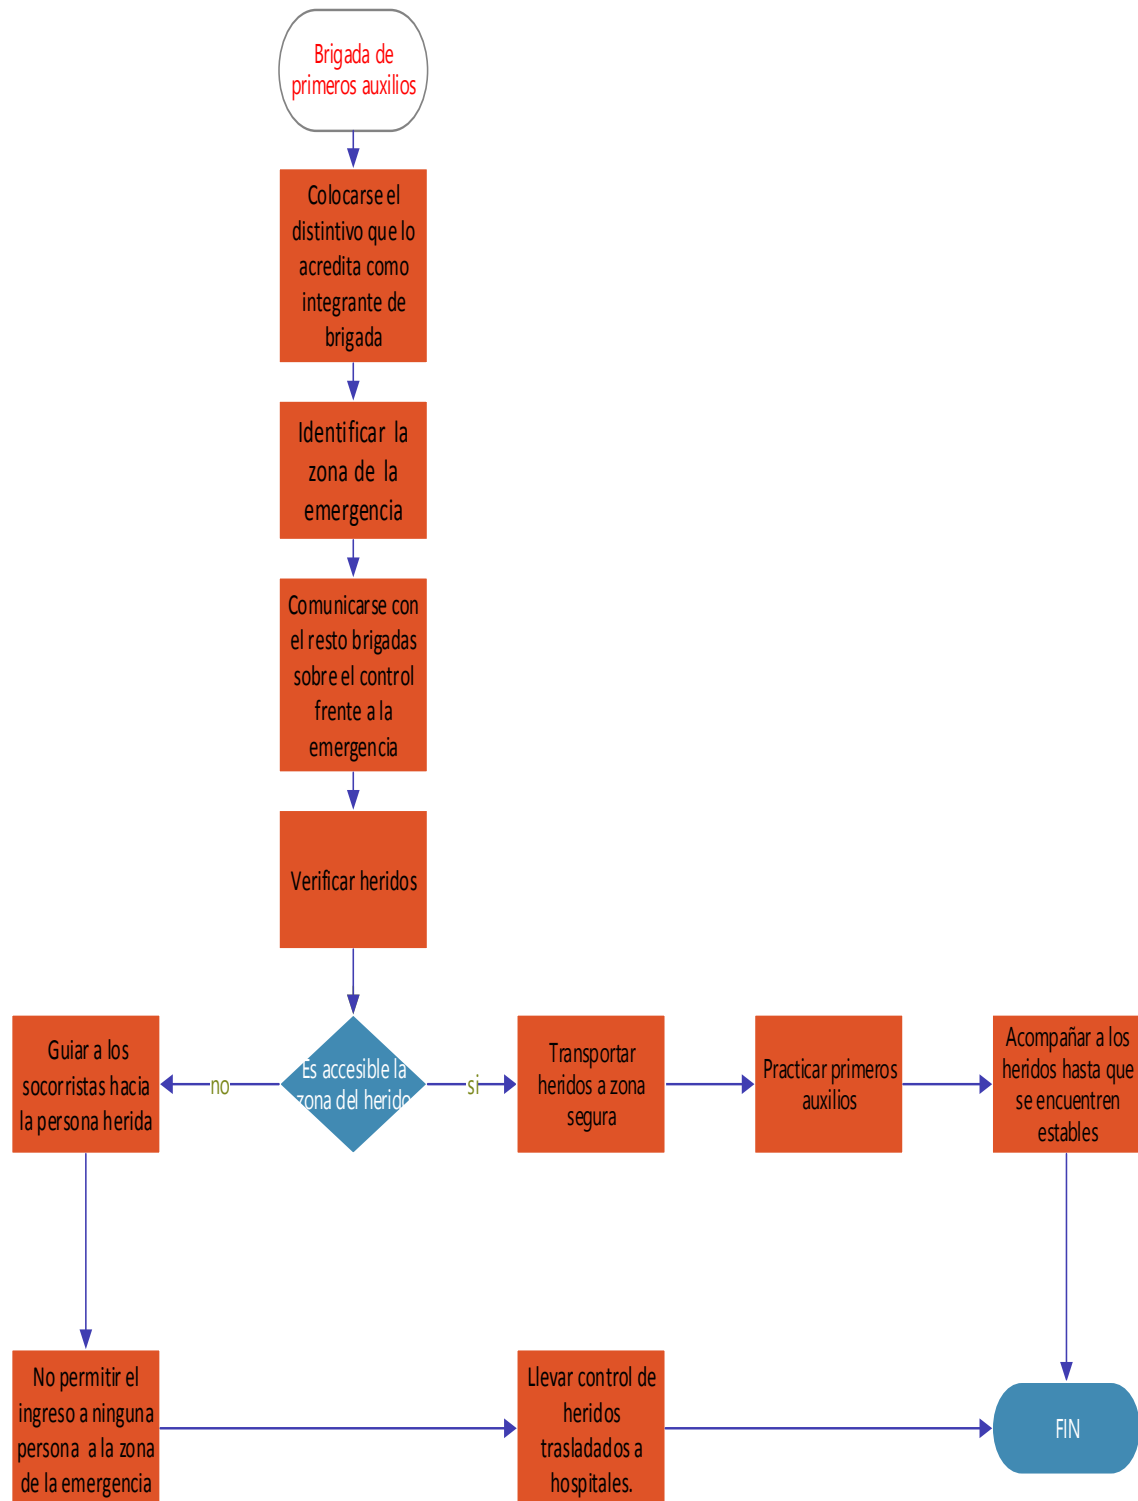 Brigada de
primeros auxilios
Colocarse el
distintivo que lo
acredita como
integrante de
brigada
Identificar la
zona de la
emergencia
Comunicarse con
el resto brigadas
sobre el control
frente a la
emergencia
Verificar heridos
Es accesible la
zona del herido
no
si
Guiar a los
socorristas hacia
la persona herida
Transportar
heridos a zona
segura
Practicar primeros
auxilios
Acompañar a los
heridos hasta que
se encuentren
estables
No permitir el
ingreso a ninguna
persona a la zona
de la emergencia
Llevar control de
heridos
trasladados a
hospitales.
FIN